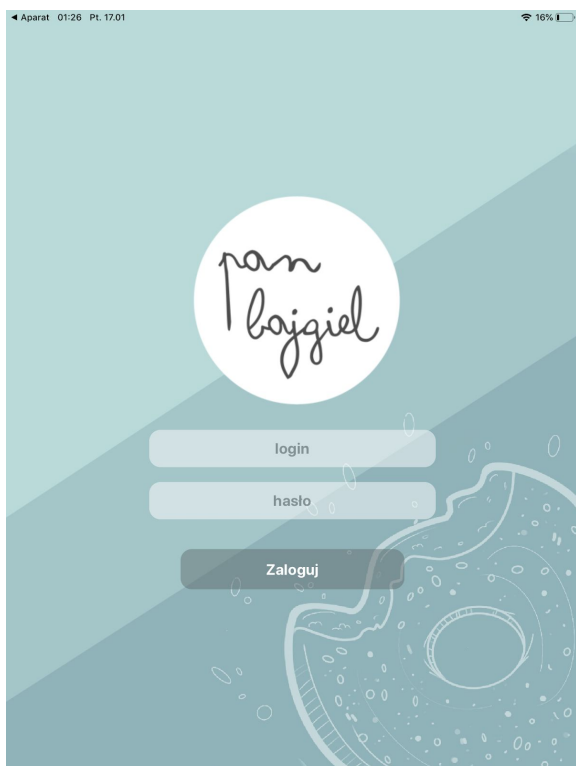 ◀ Aparat 01:26 Pt. 17.01 16%
pan
bajgiel
login
hasło
Zaloguj